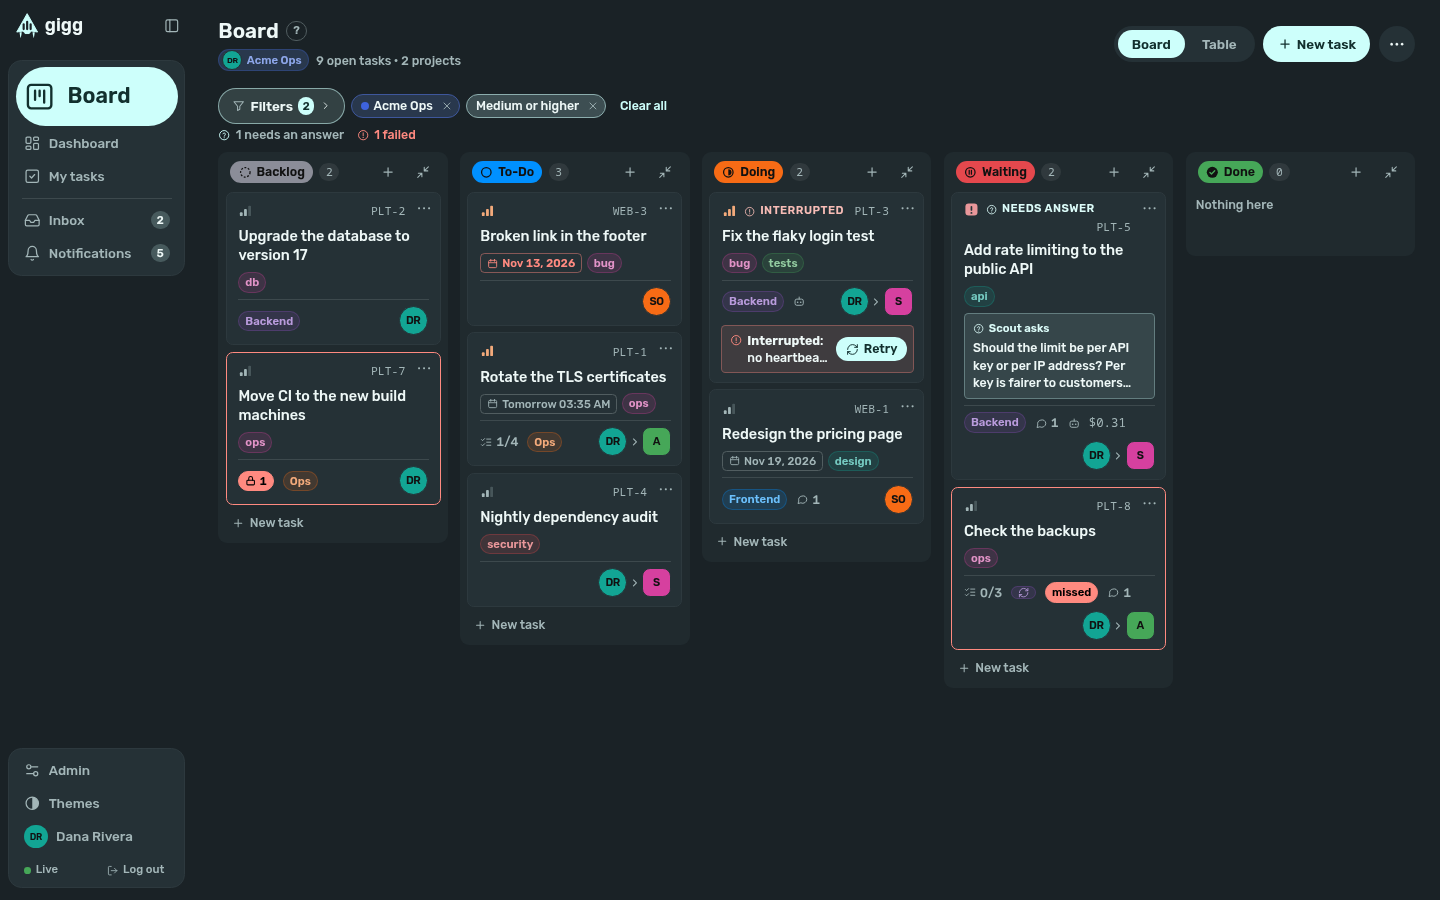 gigg
Board
Dashboard
My tasks
Inbox 2
Notifications 5
Admin
Themes
DR Dana Rivera
Live Log out
Board ?
DR Acme Ops 9 open tasks • 2 projects
Board Table
+ New task
Filters 2
Acme Ops
Medium or higher
Clear all
1 needs an answer
1 failed
Backlog 2
PLT-2
Upgrade the database to
version 17
db
Backend DR
PLT-7
Move CI to the new build
machines
ops
1 Ops DR
+ New task
To-Do 3
WEB-3
Broken link in the footer
Nov 13, 2026 bug
SO
PLT-1
Rotate the TLS certificates
Tomorrow 03:35 AM ops
1/4 Ops DR > A
PLT-4
Nightly dependency audit
security
DR > S
+ New task
Doing 2
INTERRUPTED PLT-3
Fix the flaky login test
bug tests
Backend DR > S
Interrupted:
no heartbea...
Retry
WEB-1
Redesign the pricing page
Nov 19, 2026 design
Frontend 1 SO
+ New task
Waiting 2
NEEDS ANSWER
PLT-5
Add rate limiting to the
public API
api
Scout asks
Should the limit be per API
key or per IP address? Per
key is fairer to customers...
Backend 1 $0.31
DR > S
PLT-8
Check the backups
ops
0/3 missed 1
DR > A
+ New task
Done 0
Nothing here